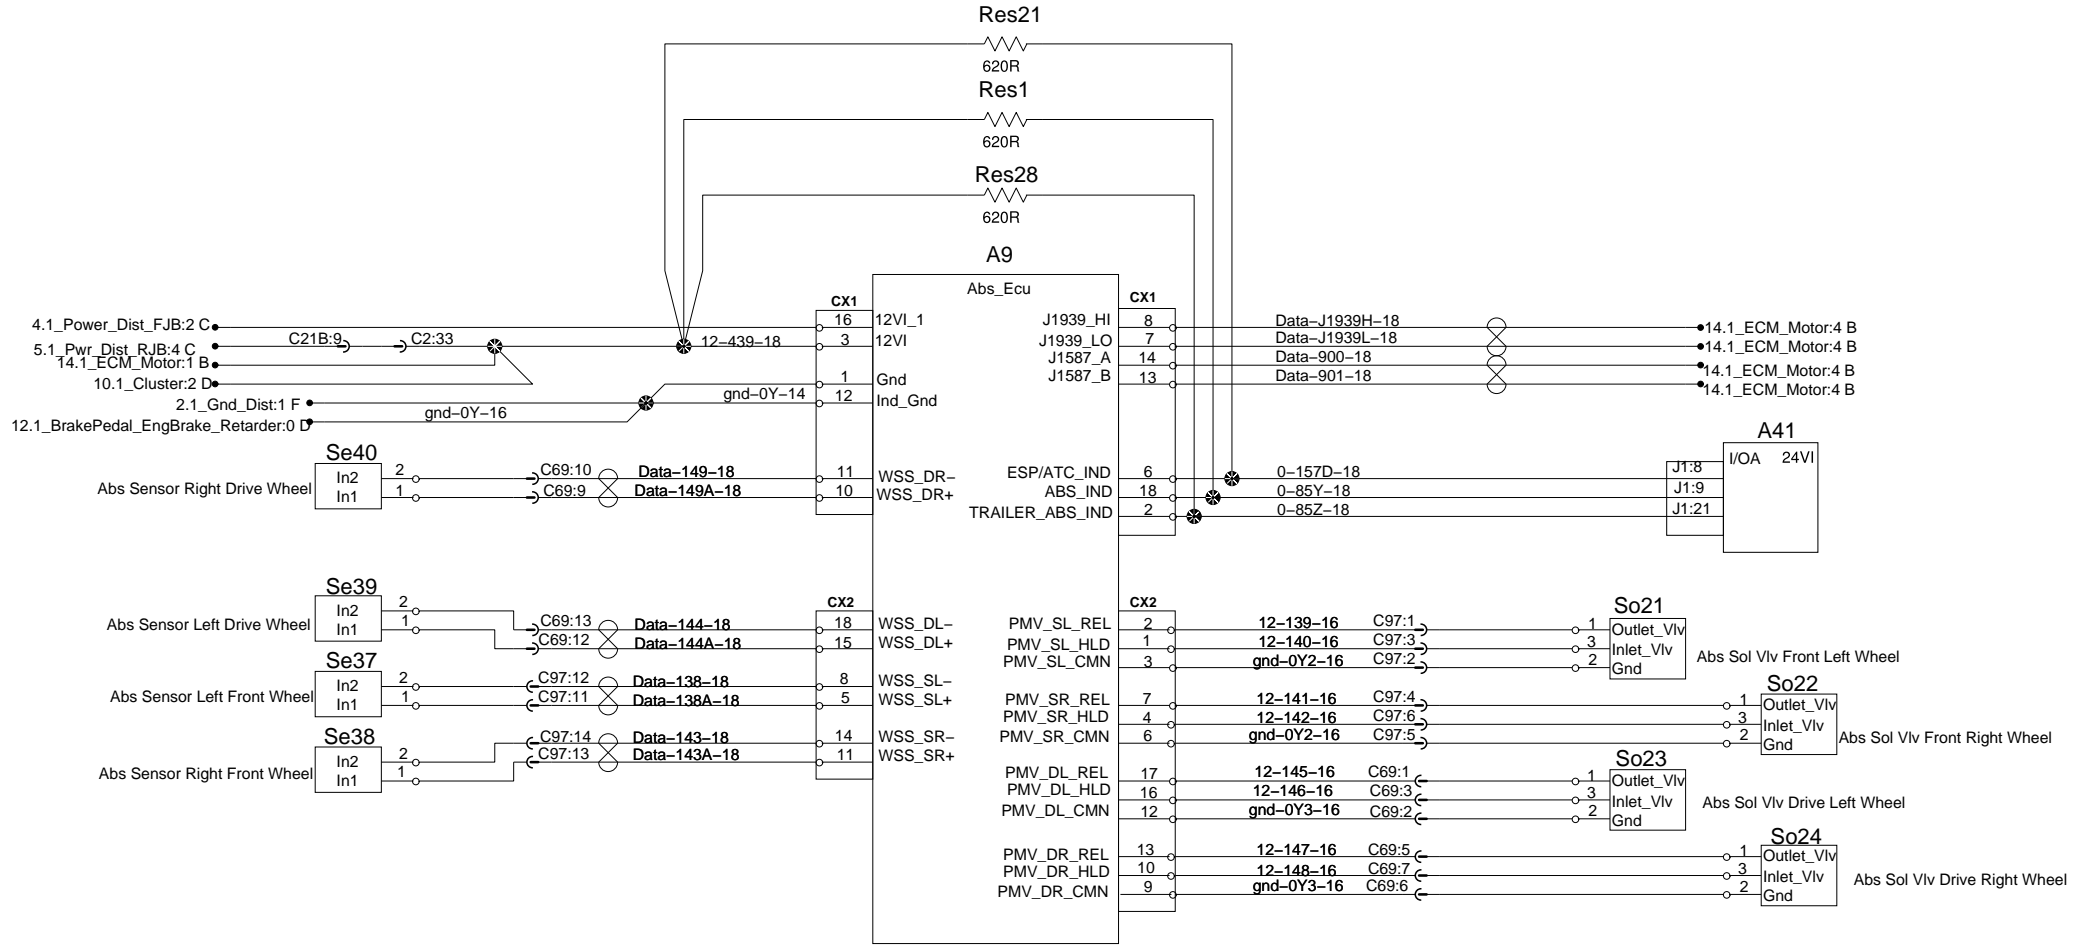 Res21
620R
Res1
620R
Res28
620R
A9
Abs_Ecu
CX1
CX1
4.1_Power_Dist_FJB:2 C
16 12VI_1
J1939_HI 8 Data-J1939H-18 14.1_ECM_Motor:4 B
5.1_Pwr_Dist_RJB:4 C C21B:9 C2:33 12-439-18 3 12VI
J1939_LO 7 Data-J1939L-18 14.1_ECM_Motor:4 B
14.1_ECM_Motor:1 B
J1587_A 14 Data-900-18 14.1_ECM_Motor:4 B
10.1_Cluster:2 D
1 Gnd
J1587_B 13 Data-901-18 14.1_ECM_Motor:4 B
2.1_Gnd_Dist:1 F gnd-0Y-14 12 Ind_Gnd
12.1_BrakePedal_EngBrake_Retarder:0 D gnd-0Y-16
Se40
Abs Sensor Right Drive Wheel
In2 2 C69:10 Data-149-18 11 WSS_DR-
In1 1 C69:9 Data-149A-18 10 WSS_DR+
A41
I/OA 24VI
ESP/ATC_IND 6 0-157D-18 J1:8
ABS_IND 18 0-85Y-18 J1:9
TRAILER_ABS_IND 2 0-85Z-18 J1:21
CX2
CX2
Se39
Abs Sensor Left Drive Wheel
In2 2 C69:13 Data-144-18 18 WSS_DL-
In1 1 C69:12 Data-144A-18 15 WSS_DL+
Se37
Abs Sensor Left Front Wheel
In2 2 C97:12 Data-138-18 8 WSS_SL-
In1 1 C97:11 Data-138A-18 5 WSS_SL+
Se38
Abs Sensor Right Front Wheel
In2 2 C97:14 Data-143-18 14 WSS_SR-
In1 1 C97:13 Data-143A-18 11 WSS_SR+
So21
PMV_SL_REL 2 12-139-16 C97:1 1 Outlet_Vlv
PMV_SL_HLD 1 12-140-16 C97:3 3 Inlet_Vlv
PMV_SL_CMN 3 gnd-0Y2-16 C97:2 2 Gnd
Abs Sol Vlv Front Left Wheel
So22
PMV_SR_REL 7 12-141-16 C97:4 1 Outlet_Vlv
PMV_SR_HLD 4 12-142-16 C97:6 3 Inlet_Vlv
PMV_SR_CMN 6 gnd-0Y2-16 C97:5 2 Gnd
Abs Sol Vlv Front Right Wheel
So23
PMV_DL_REL 17 12-145-16 C69:1 1 Outlet_Vlv
PMV_DL_HLD 16 12-146-16 C69:3 3 Inlet_Vlv
PMV_DL_CMN 12 gnd-0Y3-16 C69:2 2 Gnd
Abs Sol Vlv Drive Left Wheel
So24
PMV_DR_REL 13 12-147-16 C69:5 1 Outlet_Vlv
PMV_DR_HLD 10 12-148-16 C69:7 3 Inlet_Vlv
PMV_DR_CMN 9 gnd-0Y3-16 C69:6 2 Gnd
Abs Sol Vlv Drive Right Wheel